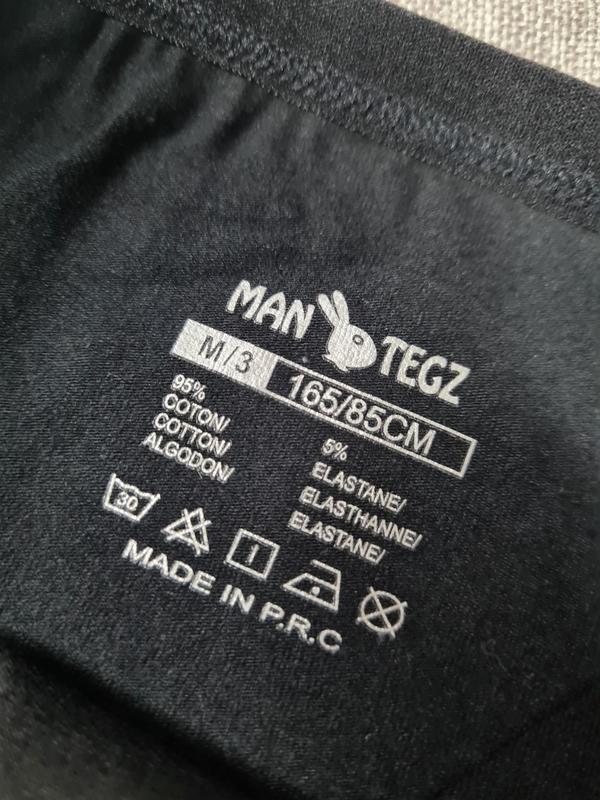 MAN TEGZ
M/3 165/85CM
95%
COTON/
COTTON/
ALGODON/
5%
ELASTANE/
ELASTHANNE/
ELASTANE/
30
MADE IN P.R.C